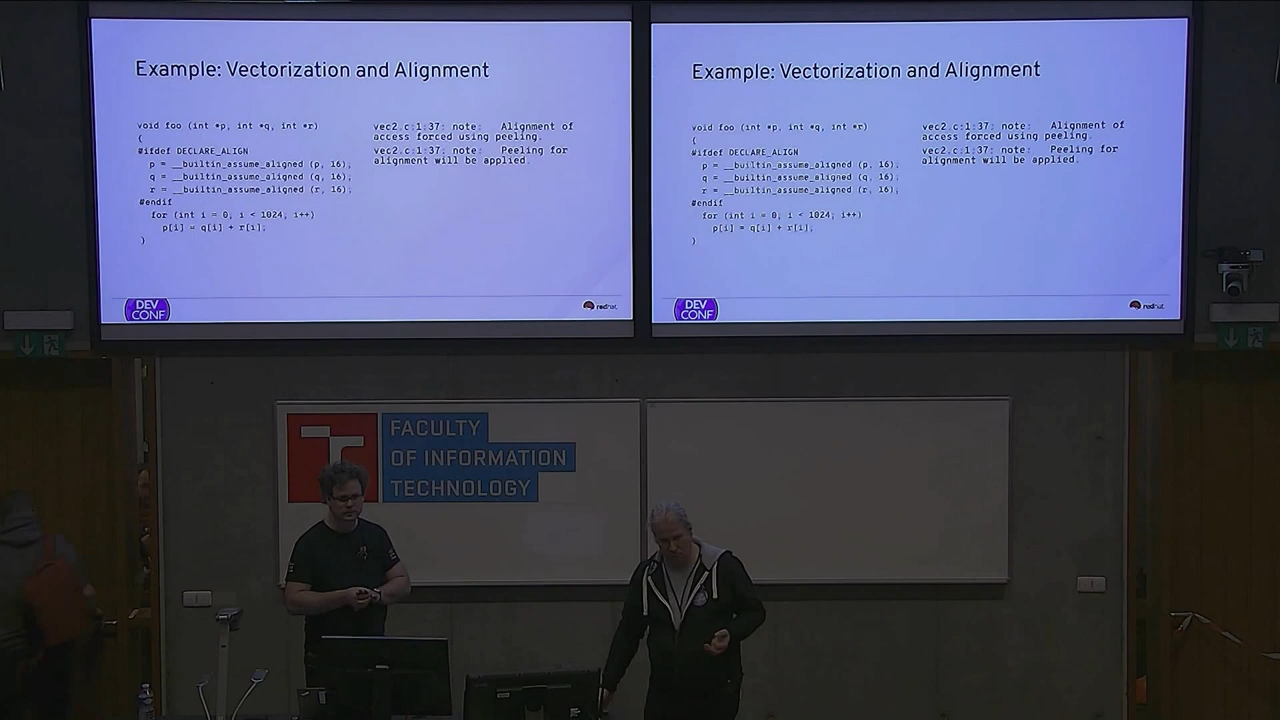 Example: Vectorization and Alignment
void foo (int *p, int *q, int *r)
{
#ifdef DECLARE_ALIGN
p = __builtin_assume_aligned (p, 16);
q = __builtin_assume_aligned (q, 16);
r = __builtin_assume_aligned (r, 16);
#endif
for (int i = 0; i < 1024; i++)
p[i] = q[i] + r[i];
}
vec2.c:1:37: note: Alignment of
access forced using peeling.
vec2.c:1:37: note: Peeling for
alignment will be applied.
DEV
CONF
redhat.
Example: Vectorization and Alignment
void foo (int *p, int *q, int *r)
{
#ifdef DECLARE_ALIGN
p = __builtin_assume_aligned (p, 16);
q = __builtin_assume_aligned (q, 16);
r = __builtin_assume_aligned (r, 16);
#endif
for (int i = 0; i < 1024; i++)
p[i] = q[i] + r[i];
}
vec2.c:1:37: note: Alignment of
access forced using peeling.
vec2.c:1:37: note: Peeling for
alignment will be applied.
DEV
CONF
redhat.
FACULTY
OF INFORMATION
TECHNOLOGY